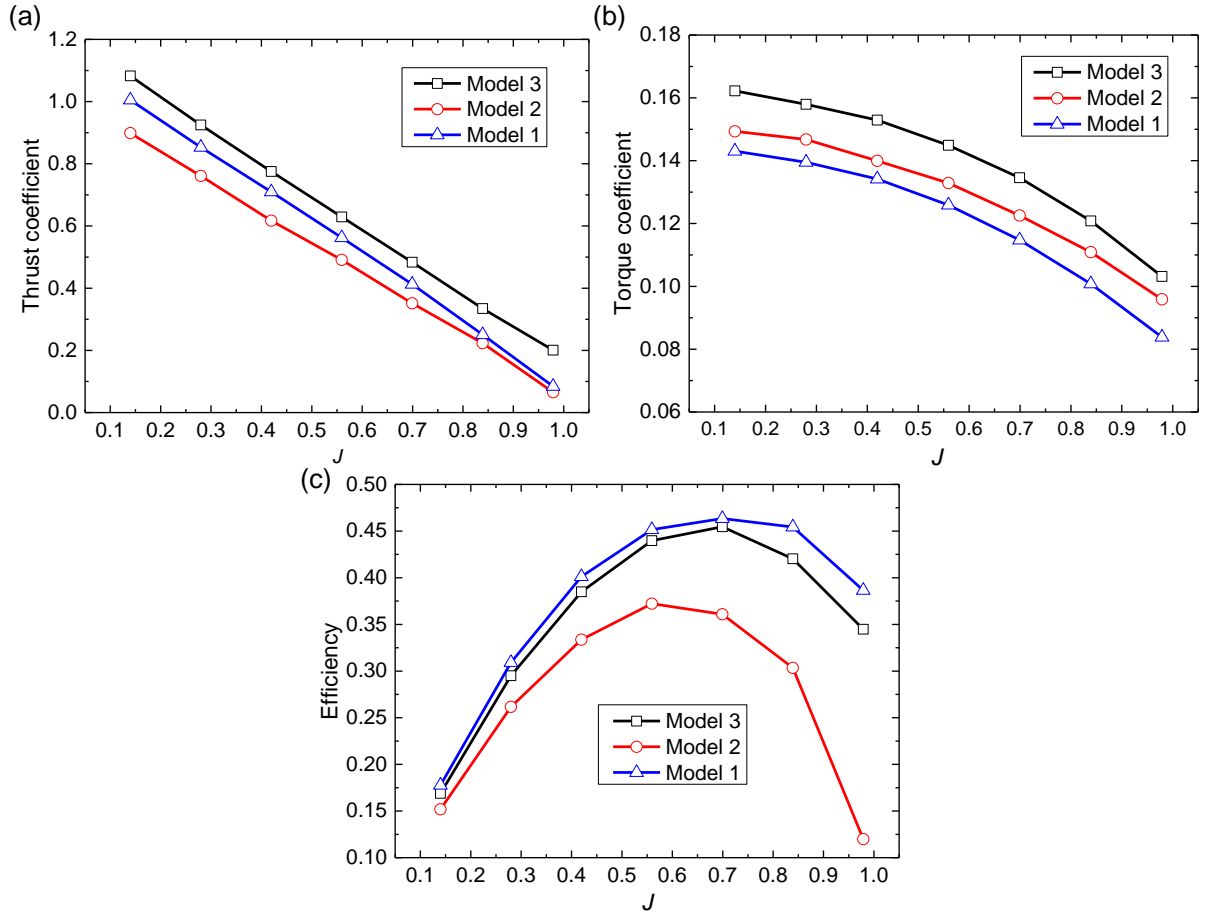 (a)
1.2
1.0
0.8
0.6
0.4
0.2
0.0
Thrust coefficient
Model 3
Model 2
Model 1
0.1 0.2 0.3 0.4 0.5 0.6 0.7 0.8 0.9 1.0
J
(b)
0.18
0.16
0.14
0.12
0.10
0.08
0.06
Torque coefficient
Model 3
Model 2
Model 1
0.1 0.2 0.3 0.4 0.5 0.6 0.7 0.8 0.9 1.0
J
(c)
0.50
0.45
0.40
0.35
0.30
0.25
0.20
0.15
0.10
Efficiency
Model 3
Model 2
Model 1
0.1 0.2 0.3 0.4 0.5 0.6 0.7 0.8 0.9 1.0
J